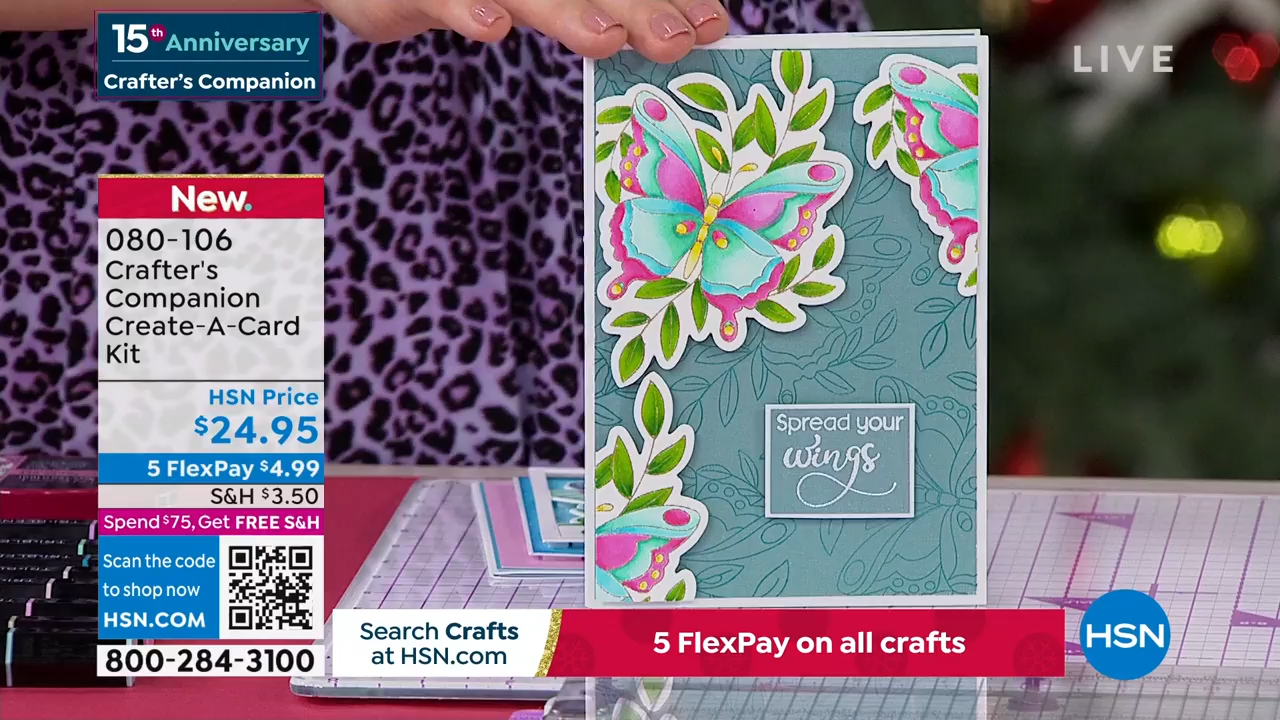 15th Anniversary
Crafter's Companion
LIVE
New.
080-106
Crafter's
Companion
Create-A-Card
Kit
HSN Price
$24.95
5 FlexPay $4.99
S&H $3.50
Spend $75, Get FREE S&H
Scan the code
to shop now
HSN.COM
800-284-3100
Spread your
wings
Search Crafts
at HSN.com
5 FlexPay on all crafts
HSN